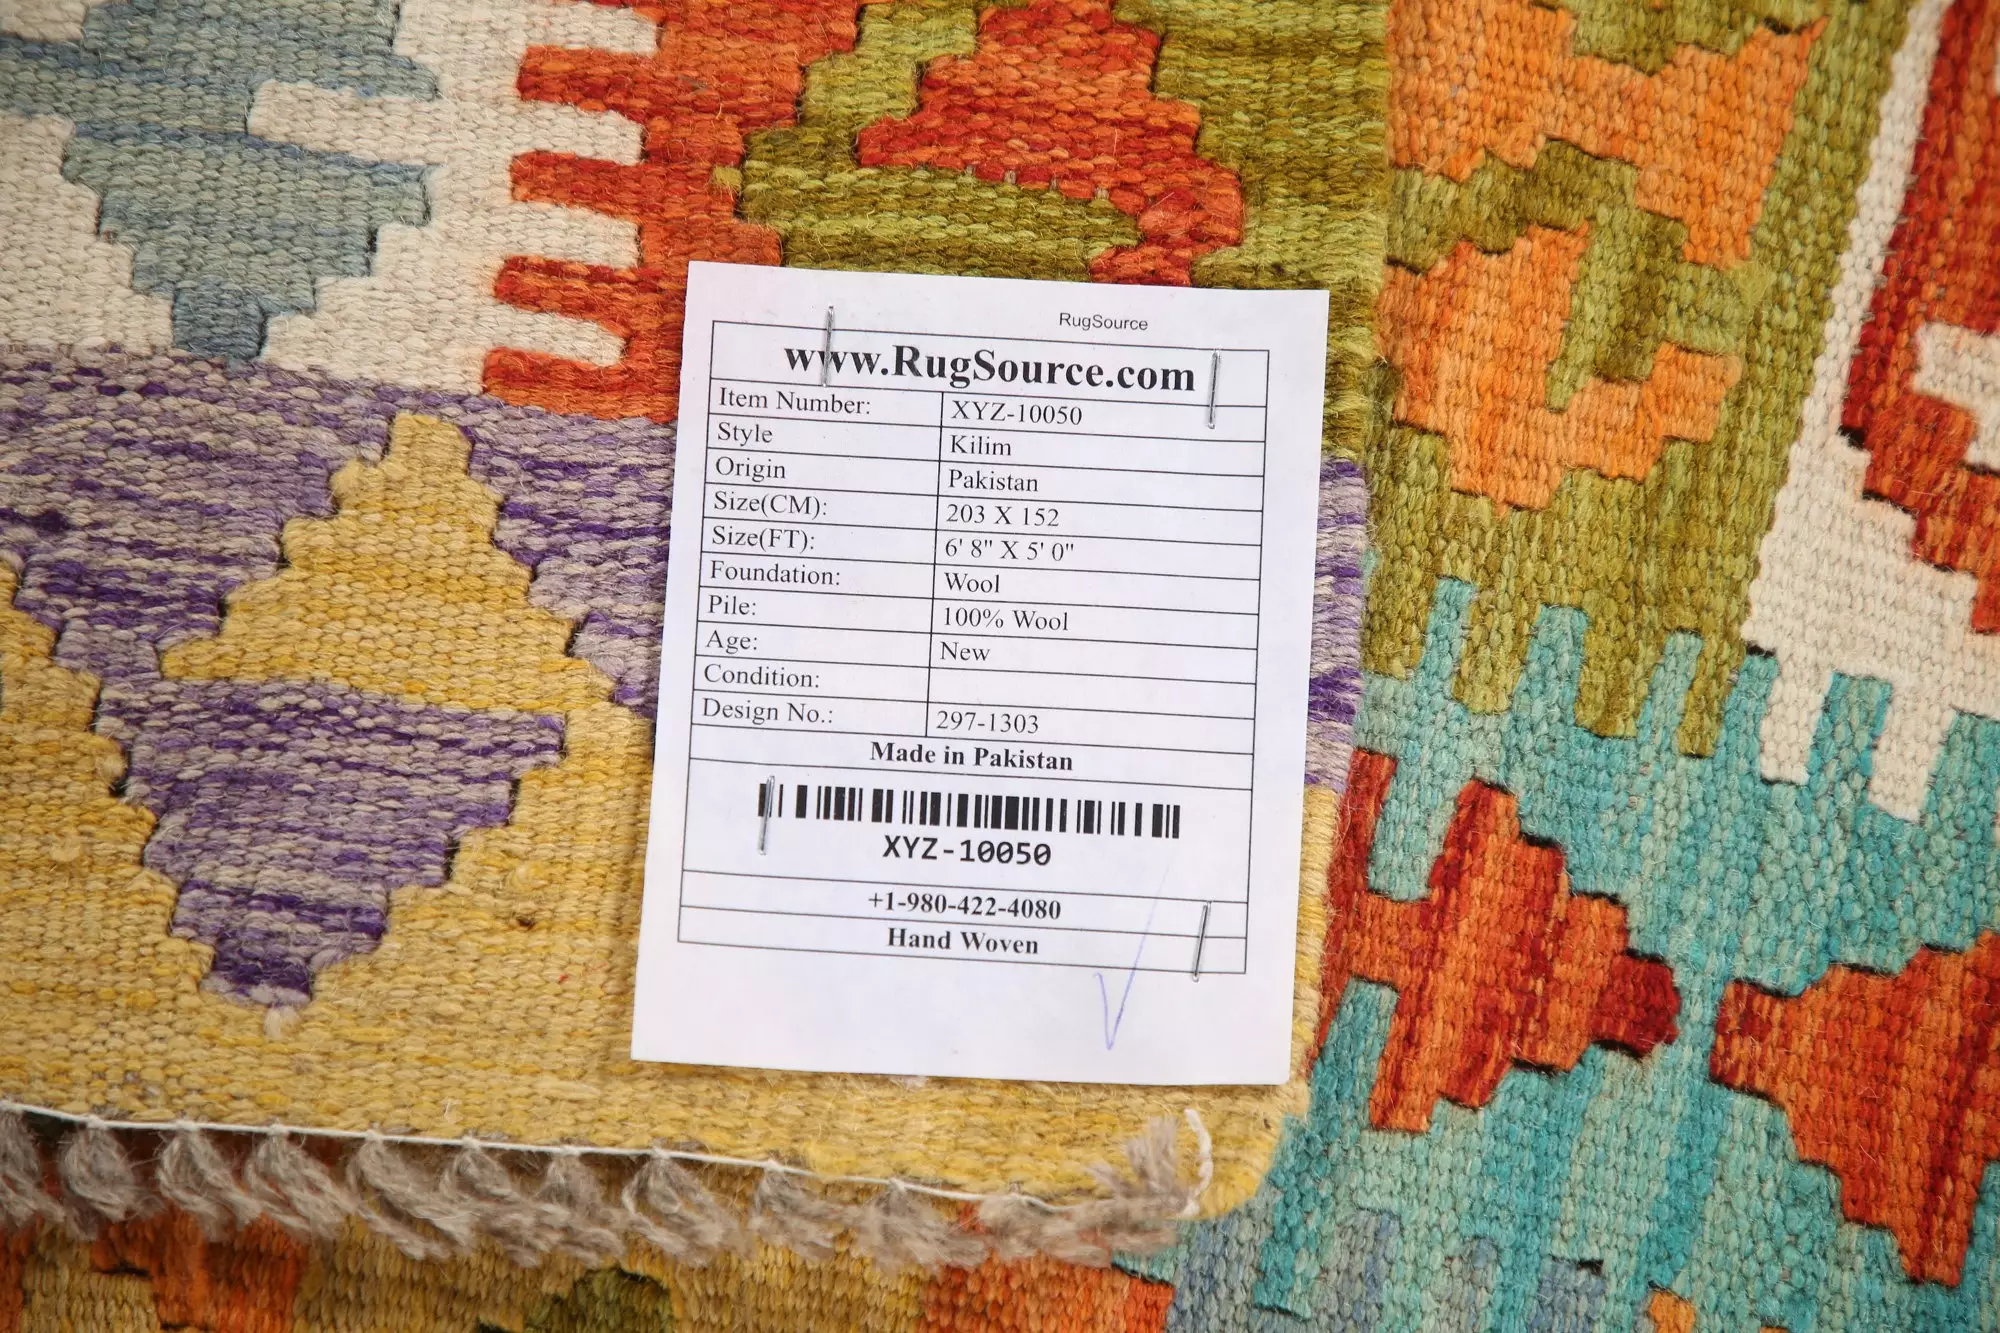 RugSource
www.RugSource.com
Item Number: XYZ-10050
Style Kilim
Origin Pakistan
Size(CM): 203 X 152
Size(FT): 6' 8" X 5' 0"
Foundation: Wool
Pile: 100% Wool
Age: New
Condition:
Design No.: 297-1303
Made in Pakistan
XYZ-10050
+1-980-422-4080
Hand Woven